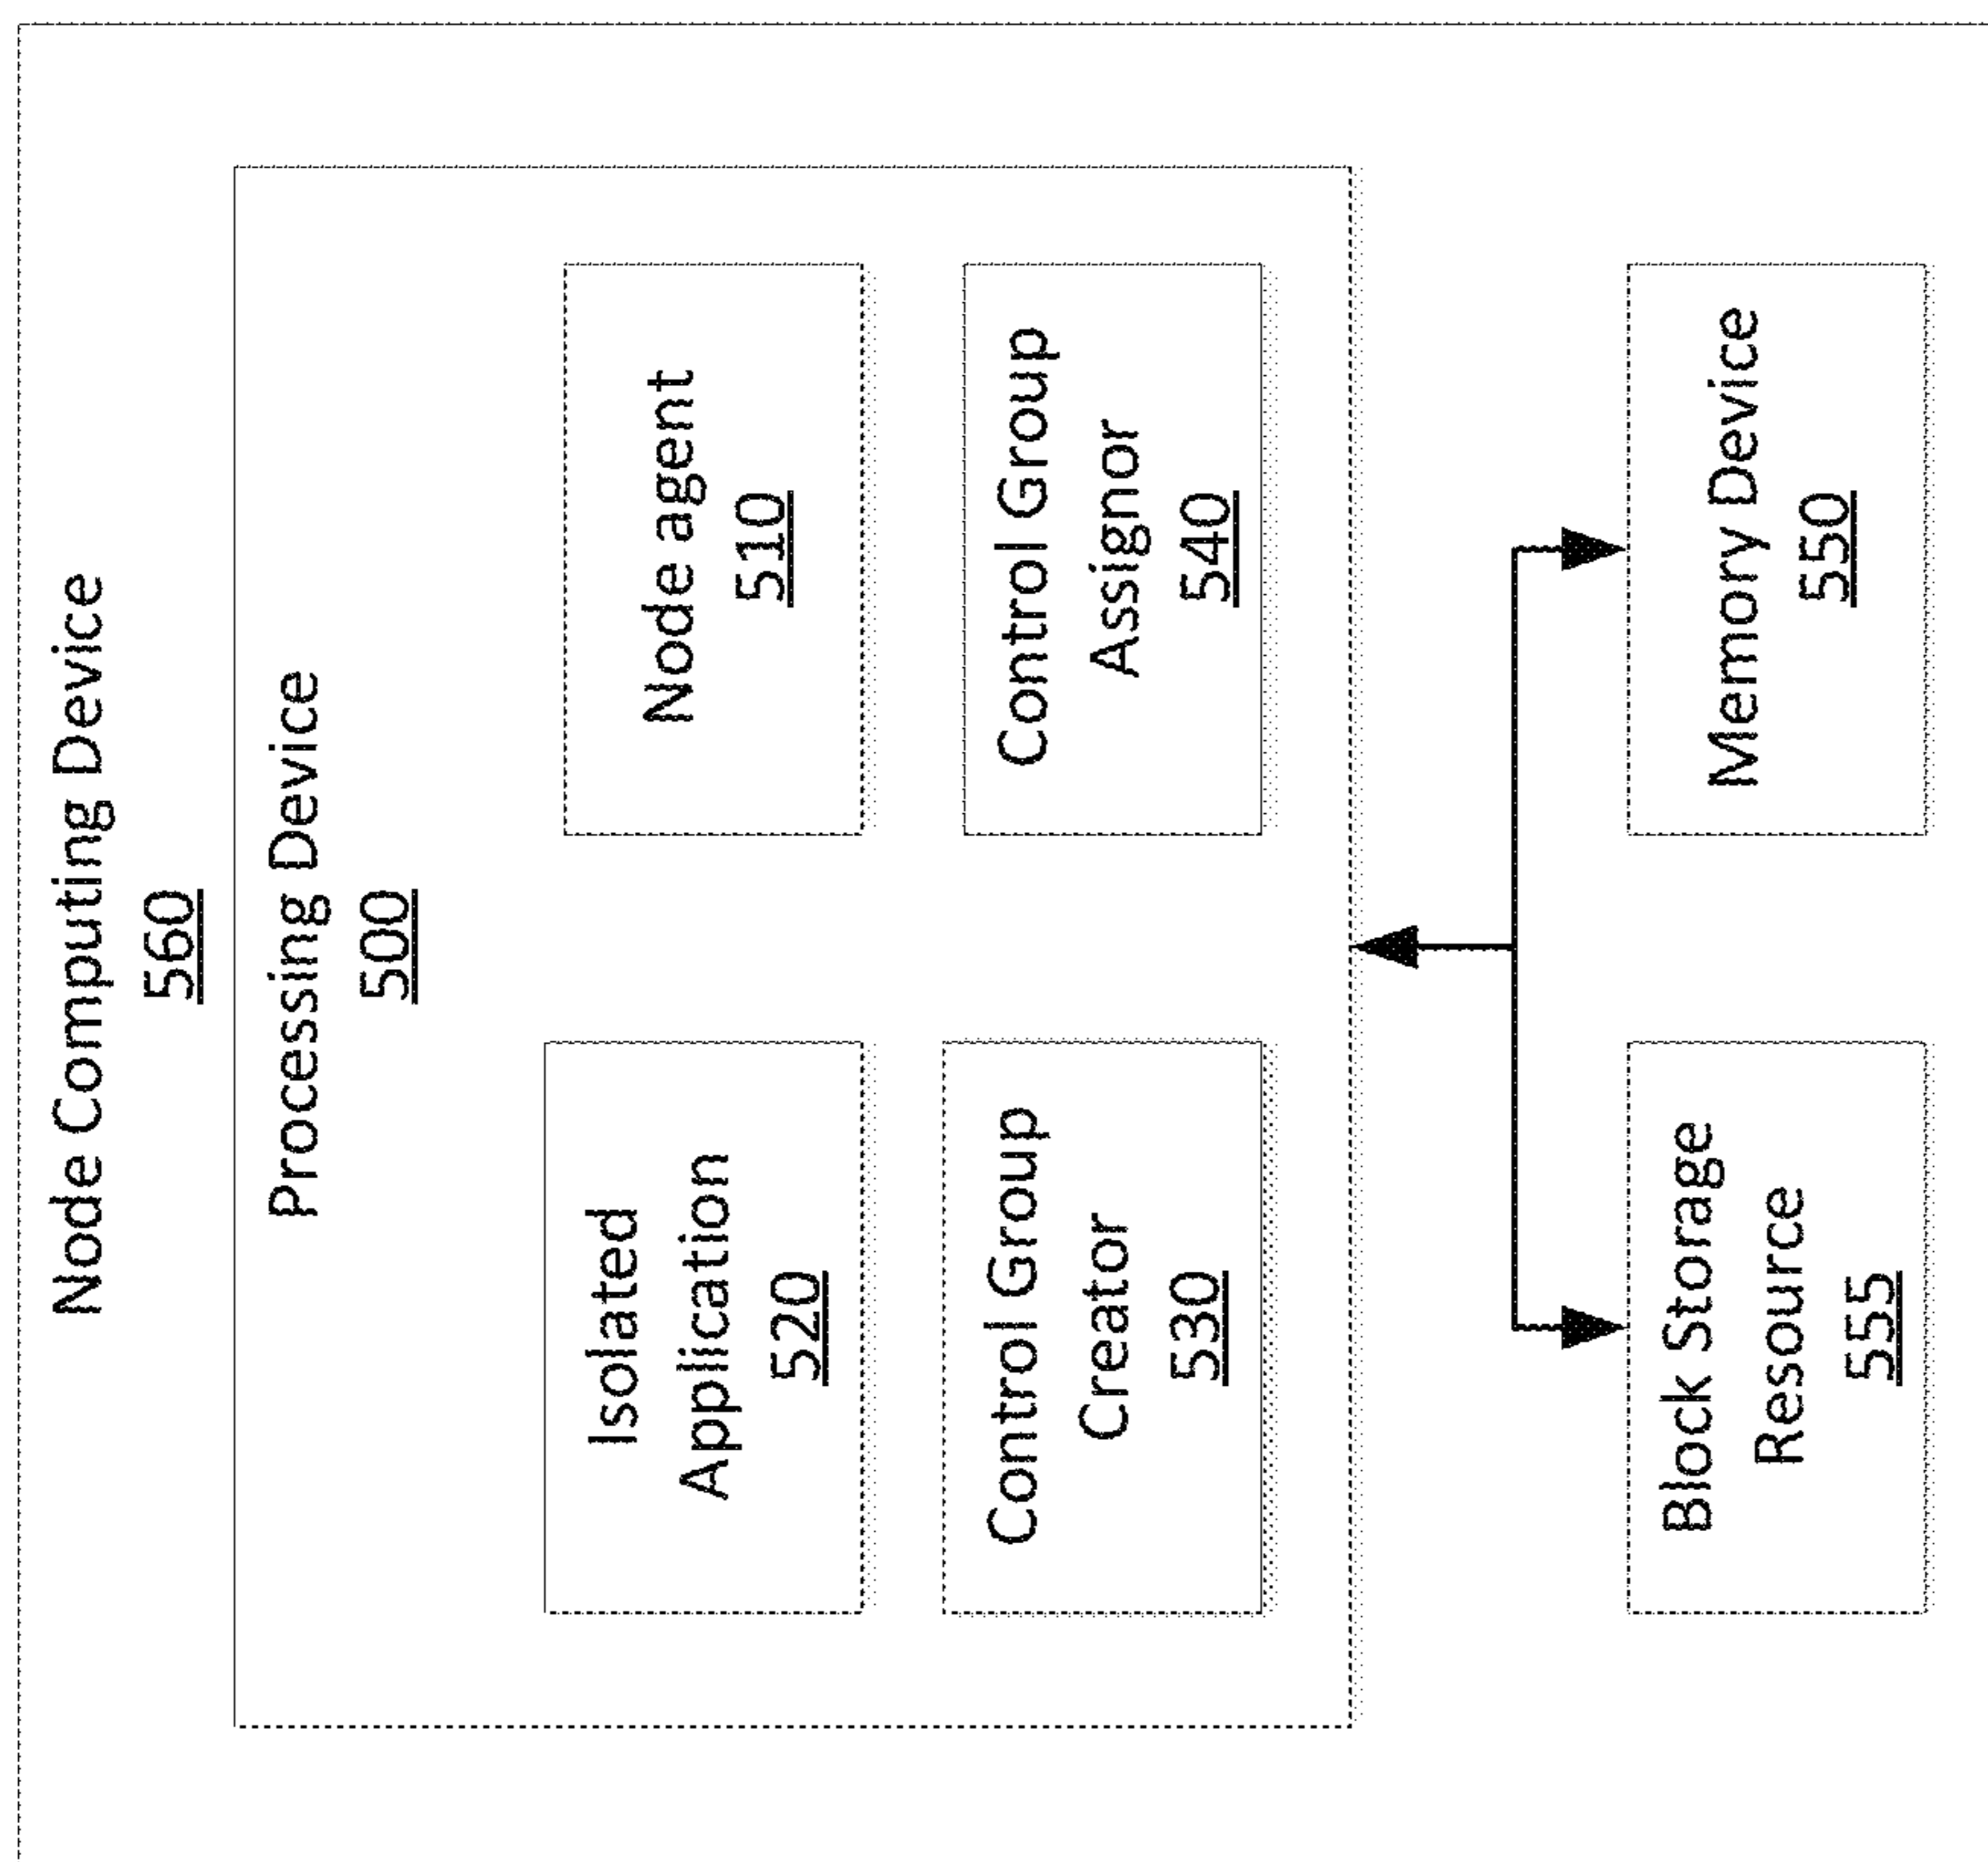 Node Computing Device
560
Processing Device
500
Isolated
Application
520
Node agent
510
Control Group
Creator
530
Control Group
Assignor
540
Block Storage
Resource
555
Memory Device
550